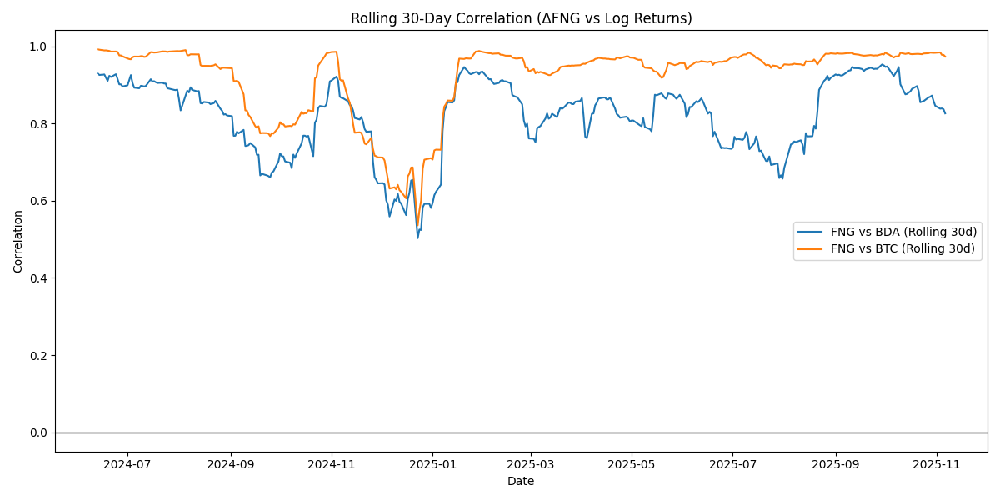 Rolling 30-Day Correlation (ΔFNG vs Log Returns)
1.0
0.8
0.6
0.4
0.2
0.0
Correlation
FNG vs BDA (Rolling 30d)
FNG vs BTC (Rolling 30d)
2024-07 2024-09 2024-11 2025-01 2025-03 2025-05 2025-07 2025-09 2025-11
Date